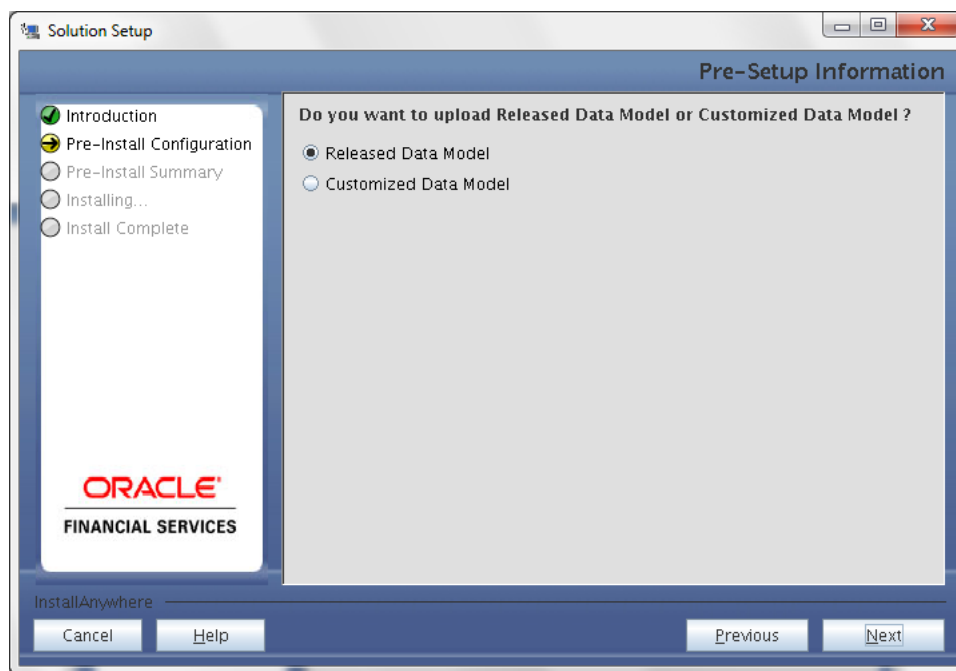 Solution Setup
Pre-Setup Information
Introduction
Pre-Install Configuration
Pre-Install Summary
Installing...
Install Complete
ORACLE'
FINANCIAL SERVICES
Do you want to upload Released Data Model or Customized Data Model ?
Released Data Model
Customized Data Model
InstallAnywhere
Cancel
Help
Previous
Next